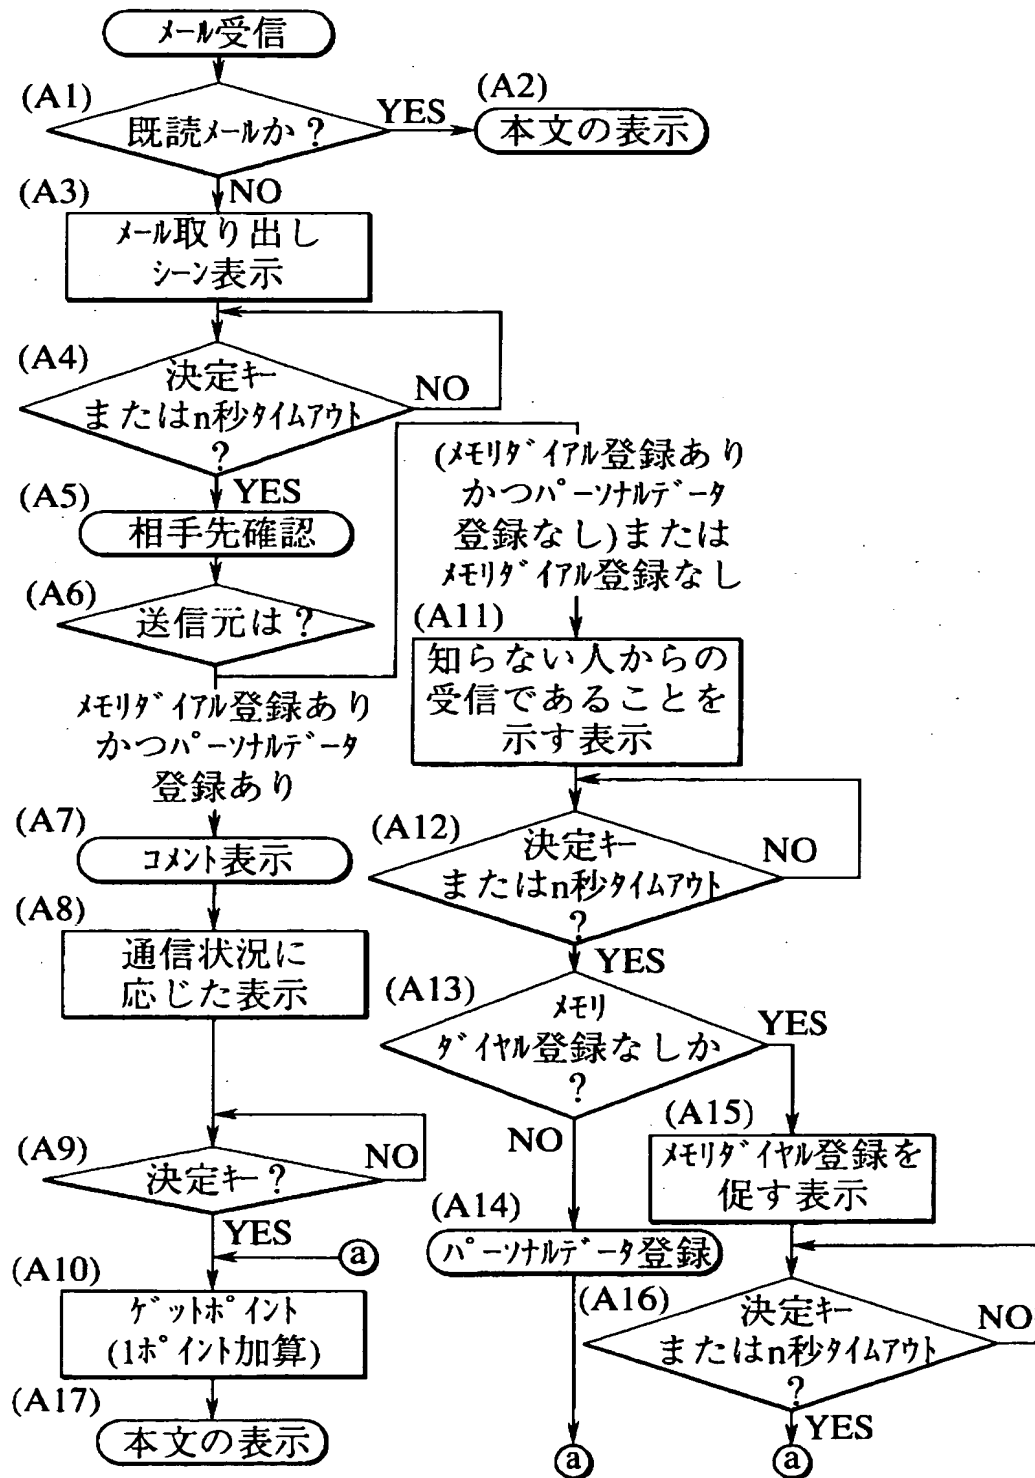 メール受信
(A1)
既読メールか？
YES
(A2)
本文の表示
NO
(A3)
メール取り出し
シーン表示
(A4)
決定キー
またはn秒タイムアウト
？
NO
YES
(A5)
相手先確認
(A6)
送信元は？
メモリダイアル登録あり
かつパーソナルデータ
登録あり
(A7)
コメント表示
(A8)
通信状況に
応じた表示
(A9)
決定キー？
NO
YES
a
(A10)
ゲットポイント
(1ポイント加算)
(A17)
本文の表示
(メモリダイアル登録あり
かつパーソナルデータ
登録なし)または
メモリダイアル登録なし
(A11)
知らない人からの
受信であることを
示す表示
(A12)
決定キー
またはn秒タイムアウト
？
NO
YES
(A13)
メモリ
ダイヤル登録なしか
？
YES
NO
(A14)
パーソナルデータ登録
a
(A15)
メモリダイヤル登録を
促す表示
(A16)
決定キー
またはn秒タイムアウト
？
NO
YES
a